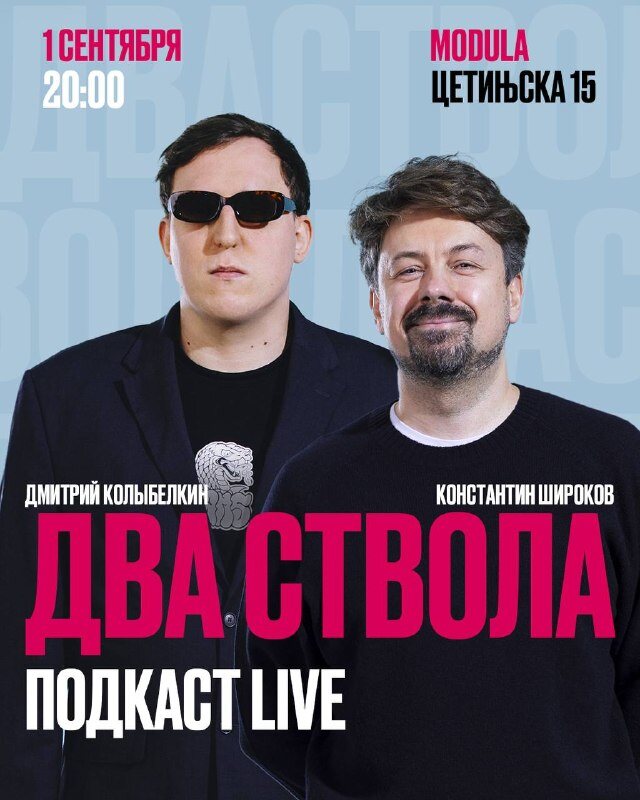 1 СЕНТЯБРЯ
20:00
MODULA
ЦЕТИЊСКА 15
ДМИТРИЙ КОЛЫБЕЛКИН
КОНСТАНТИН ШИРОКОВ
ДВА СТВОЛА
ПОДКАСТ LIVE